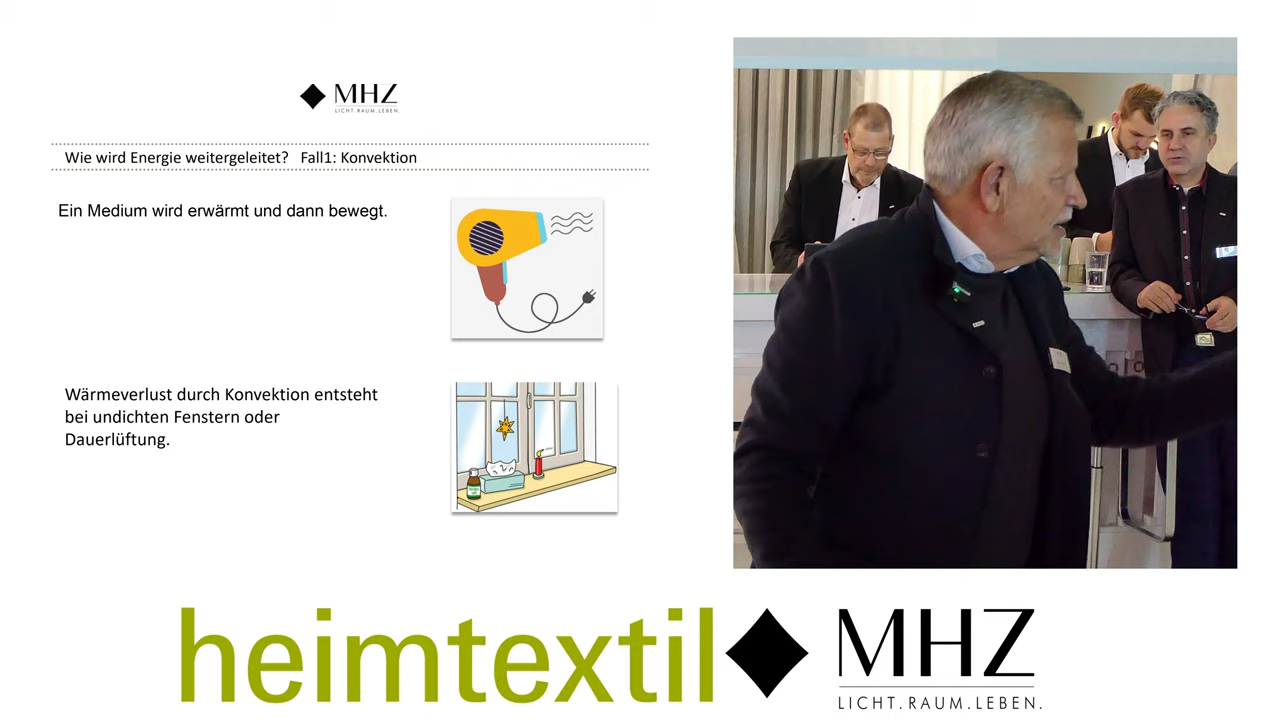 MHZ
LICHT.RAUM.LEBEN.
Wie wird Energie weitergeleitet? Fall1: Konvektion
Ein Medium wird erwärmt und dann bewegt.
Wärmeverlust durch Konvektion entsteht
bei undichten Fenstern oder
Dauerlüftung.
heimtextil
MHZ
LICHT.RAUM.LEBEN.